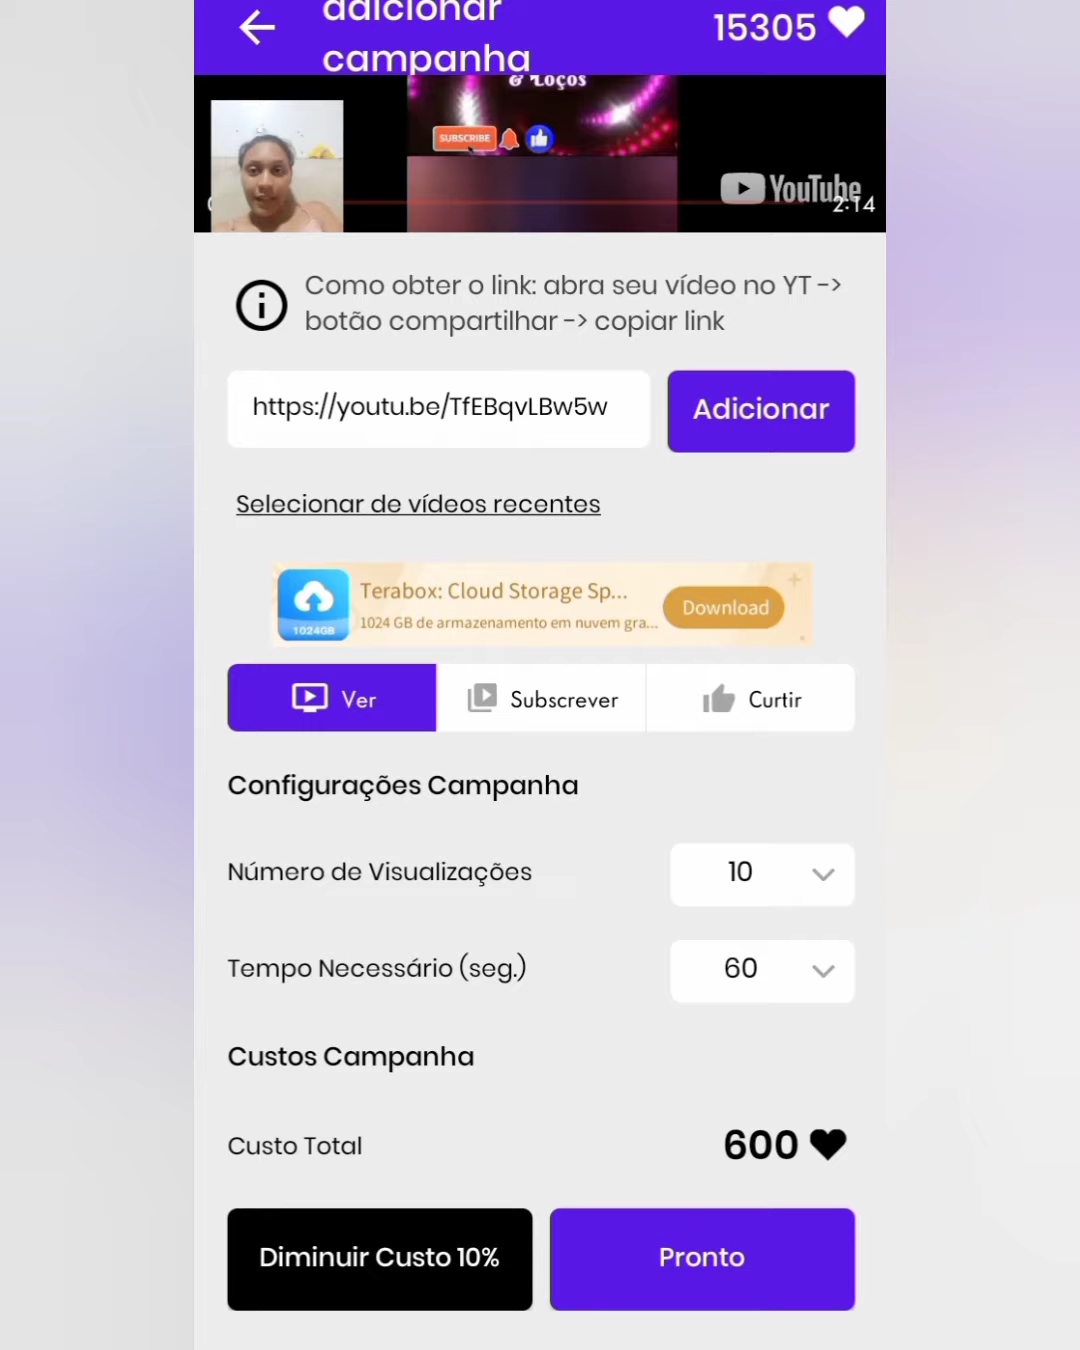 adicionar
campanha
15305
& Loços
SUBSCRIBE
YouTube
2:14
Como obter o link: abra seu vídeo no YT ->
botão compartilhar -> copiar link
https://youtu.be/TfEBqvLBw5w
Adicionar
Selecionar de vídeos recentes
Terabox: Cloud Storage Sp...
1024 GB de armazenamento em nuvem gra...
1024GB
Download
Ver
Subscrever
Curtir
Configurações Campanha
Número de Visualizações
10
Tempo Necessário (seg.)
60
Custos Campanha
Custo Total
600
Diminuir Custo 10%
Pronto